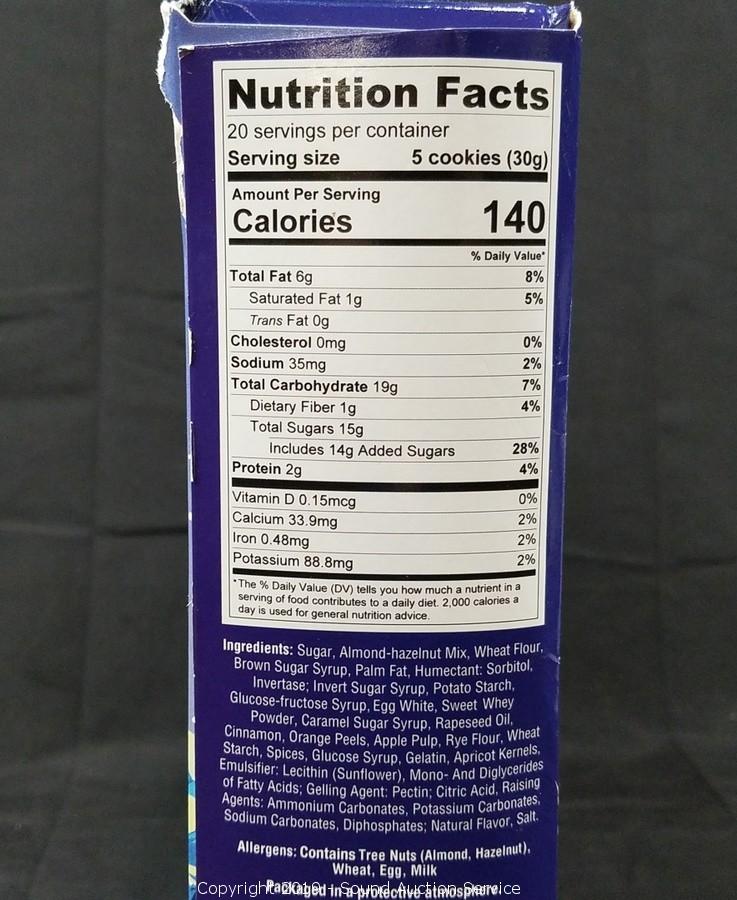 Nutrition Facts
20 servings per container
Serving size 5 cookies (30g)
Amount Per Serving
Calories 140
% Daily Value*
Total Fat 6g 8%
Saturated Fat 1g 5%
Trans Fat 0g
Cholesterol 0mg 0%
Sodium 35mg 2%
Total Carbohydrate 19g 7%
Dietary Fiber 1g 4%
Total Sugars 15g
Includes 14g Added Sugars 28%
Protein 2g 4%
Vitamin D 0.15mcg 0%
Calcium 33.9mg 2%
Iron 0.48mg 2%
Potassium 88.8mg 2%
*The % Daily Value (DV) tells you how much a nutrient in a
serving of food contributes to a daily diet. 2,000 calories a
day is used for general nutrition advice.
Ingredients: Sugar, Almond-hazelnut Mix, Wheat Flour,
Brown Sugar Syrup, Palm Fat, Humectant: Sorbitol,
Invertase; Invert Sugar Syrup, Potato Starch,
Glucose-fructose Syrup, Egg White, Sweet Whey
Powder, Caramel Sugar Syrup, Rapeseed Oil,
Cinnamon, Orange Peels, Apple Pulp, Rye Flour, Wheat
Starch, Spices, Glucose Syrup, Gelatin, Apricot Kernels,
Emulsifier: Lecithin (Sunflower), Mono- And Diglycerides
of Fatty Acids; Gelling Agent: Pectin; Citric Acid, Raising
Agents: Ammonium Carbonates, Potassium Carbonates,
Sodium Carbonates, Diphosphates; Natural Flavor, Salt.
Allergens: Contains Tree Nuts (Almond, Hazelnut),
Wheat, Egg, Milk
Packaged in a protective atmosphere
Copyright 2019 - Sound Auction Service